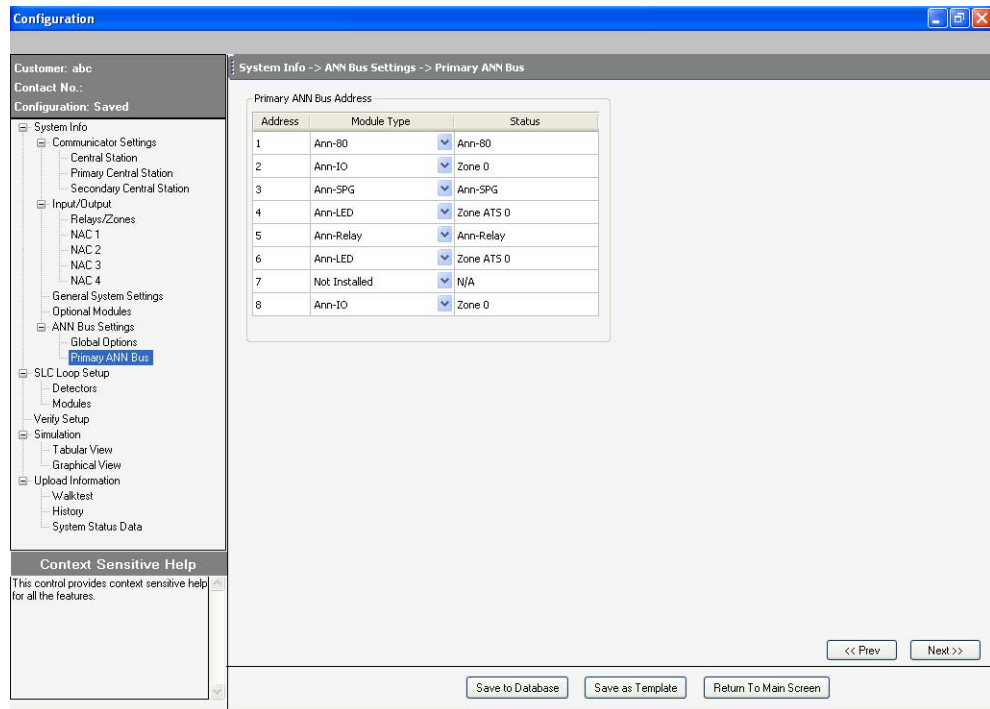 Configuration
Customer: abc
Contact No.:
Configuration: Saved
System Info
Communicator Settings
Central Station
Primary Central Station
Secondary Central Station
Input/Output
Relays/Zones
NAC 1
NAC 2
NAC 3
NAC 4
General System Settings
Optional Modules
ANN Bus Settings
Global Options
Primary ANN Bus
SLC Loop Setup
Detectors
Modules
Verify Setup
Simulation
Tabular View
Graphical View
Upload Information
Walktest
History
System Status Data
Context Sensitive Help
This control provides context sensitive help
for all the features.
System Info -> ANN Bus Settings -> Primary ANN Bus
Primary ANN Bus Address
Address Module Type Status
1 Ann-80 Ann-80
2 Ann-IO Zone 0
3 Ann-SPG Ann-SPG
4 Ann-LED Zone ATS 0
5 Ann-Relay Ann-Relay
6 Ann-LED Zone ATS 0
7 Not Installed N/A
8 Ann-IO Zone 0
<< Prev Next >>
Save to Database Save as Template Return To Main Screen